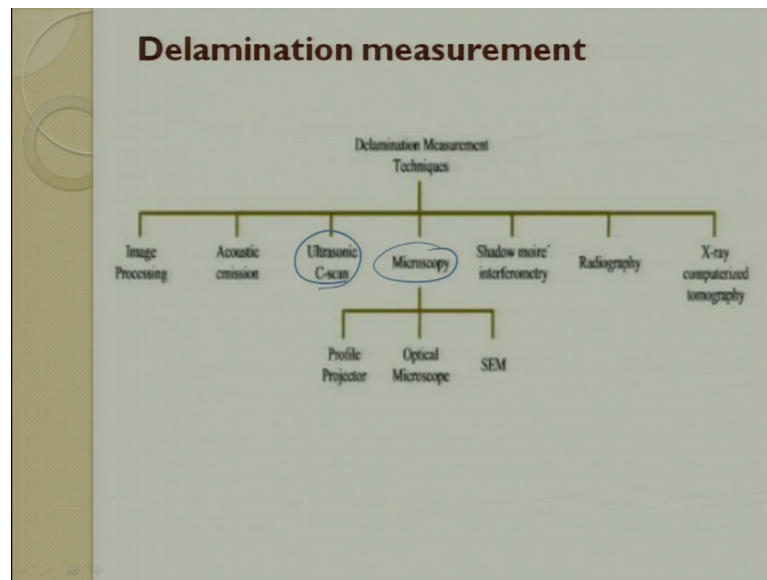 Delamination measurement
Delamination Measurement
Techniques
Image
Processing
Acoustic
emission
Ultrasonic
C-scan
Microscopy
Shadow moire´
interferometry
Radiography
X-ray
computerized
tomography
Profile
Projector
Optical
Microscope
SEM